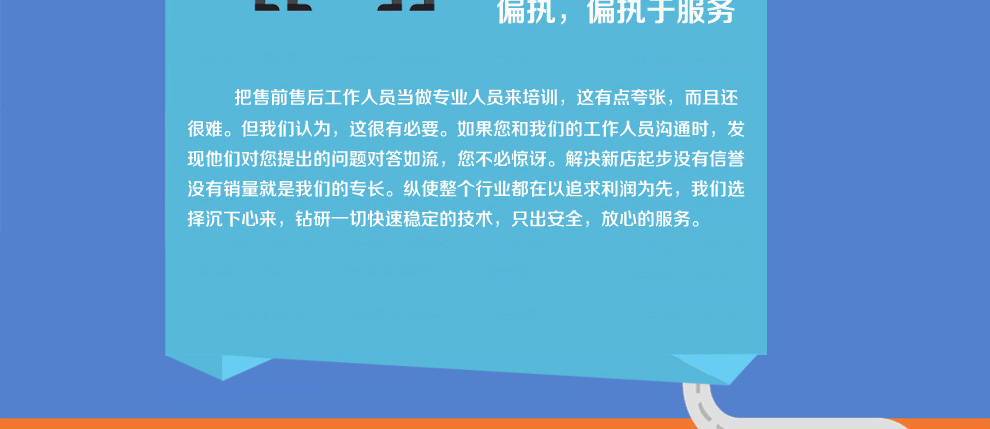 偏执，偏执于服务
把售前售后工作人员当做专业人员来培训，这有点夸张，而且还
很难。但我们认为，这很有必要。如果您和我们的工作人员沟通时，发
现他们对您提出的问题对答如流，您不必惊讶。解决新店起步没有信誉
没有销量就是我们的专长。纵使整个行业都在以追求利润为先，我们选
择沉下心来，钻研一切快速稳定的技术，只出安全，放心的服务。